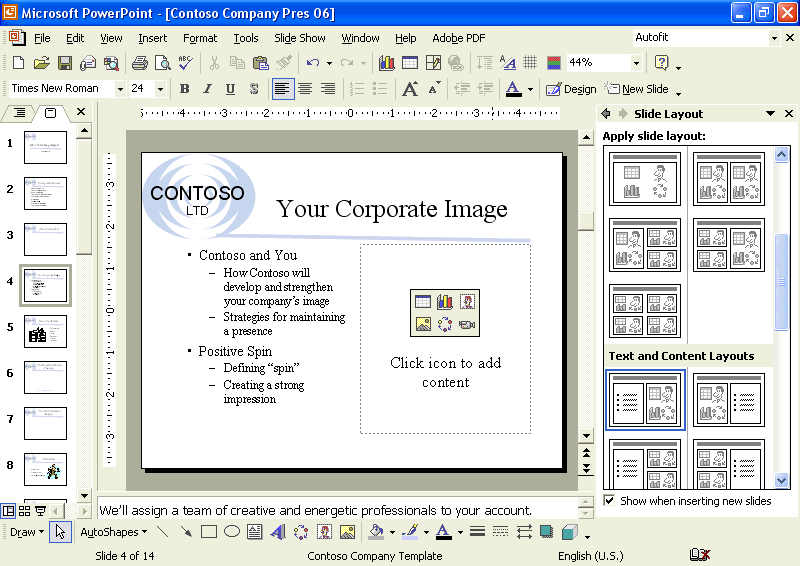 Microsoft PowerPoint - [Contoso Company Pres 06]
File Edit View Insert Format Tools Slide Show Window Help Adobe PDF Autofit
44%
Times New Roman 24 B I U S A A A Design New Slide
Slide Layout
Apply slide layout:
1
2
3
4
5
6
7
8
CONTOSO
LTD
Your Corporate Image
• Contoso and You
– How Contoso will
develop and strengthen
your company's image
– Strategies for maintaining
a presence
• Positive Spin
– Defining “spin”
– Creating a strong
impression
Click icon to add
content
Text and Content Layouts
Show when inserting new slides
We'll assign a team of creative and energetic professionals to your account.
Draw AutoShapes
Slide 4 of 14 Contoso Company Template English (U.S.)